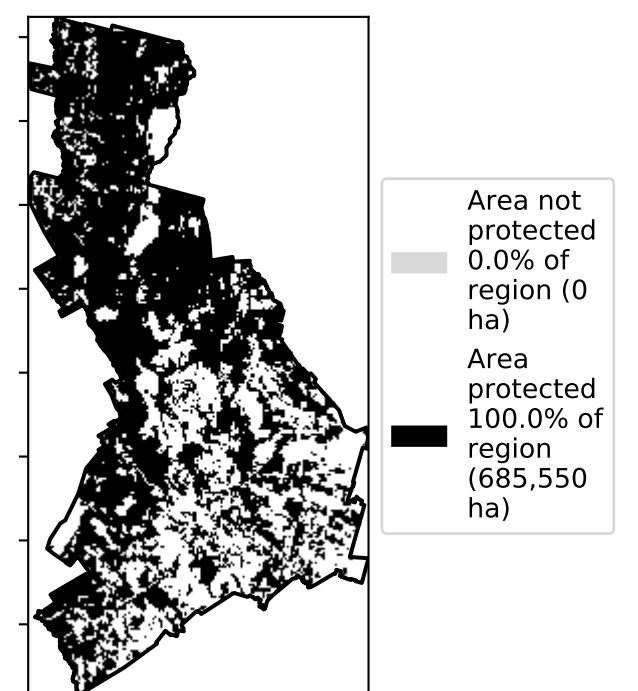 Area not
protected
0.0% of
region (0
ha)
Area
protected
100.0% of
region
(685,550
ha)